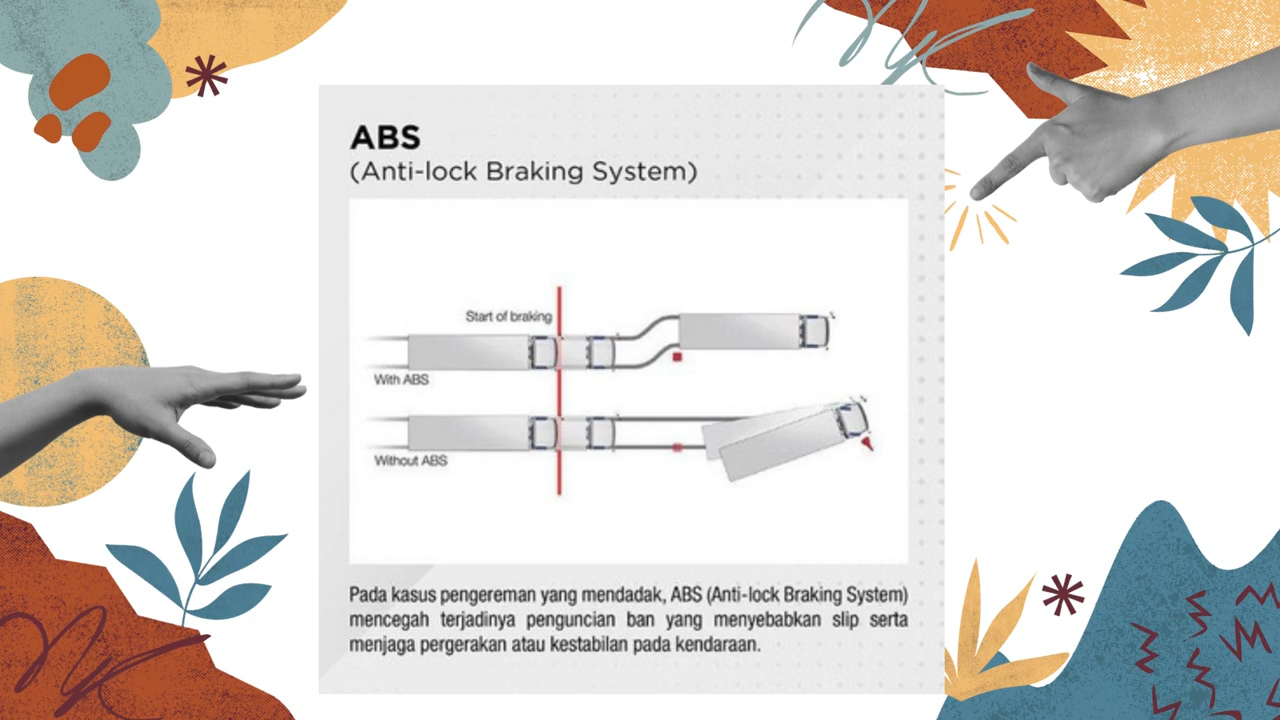 ABS
(Anti-lock Braking System)
Start of braking
With ABS
Without ABS
Pada kasus pengereman yang mendadak, ABS (Anti-lock Braking System)
mencegah terjadinya penguncian ban yang menyebabkan slip serta
menjaga pergerakan atau kestabilan pada kendaraan.